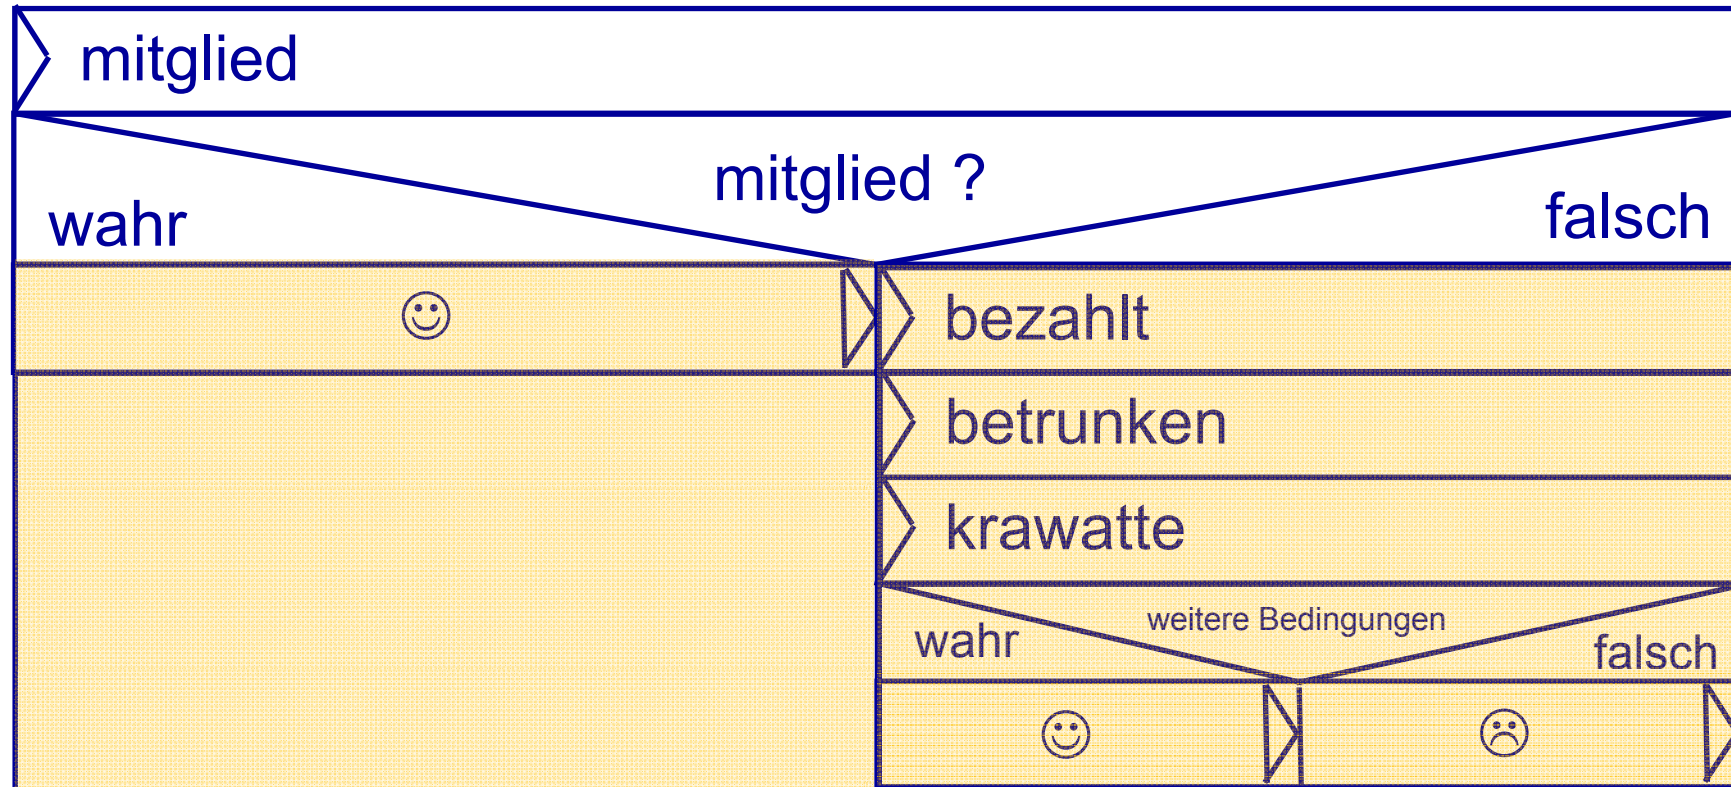 mitglied
mitglied ?
wahr
falsch
bezahlt
betrunken
krawatte
weitere Bedingungen
wahr
falsch